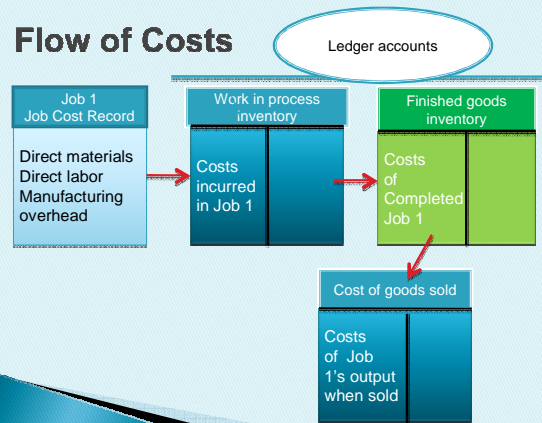 Flow of Costs
Ledger accounts
Job 1
Job Cost Record
Direct materials
Direct labor
Manufacturing
overhead
Work in process
inventory
Costs
incurred
in Job 1
Finished goods
inventory
Costs
of
Completed
Job 1
Cost of goods sold
Costs
of Job
1's output
when sold